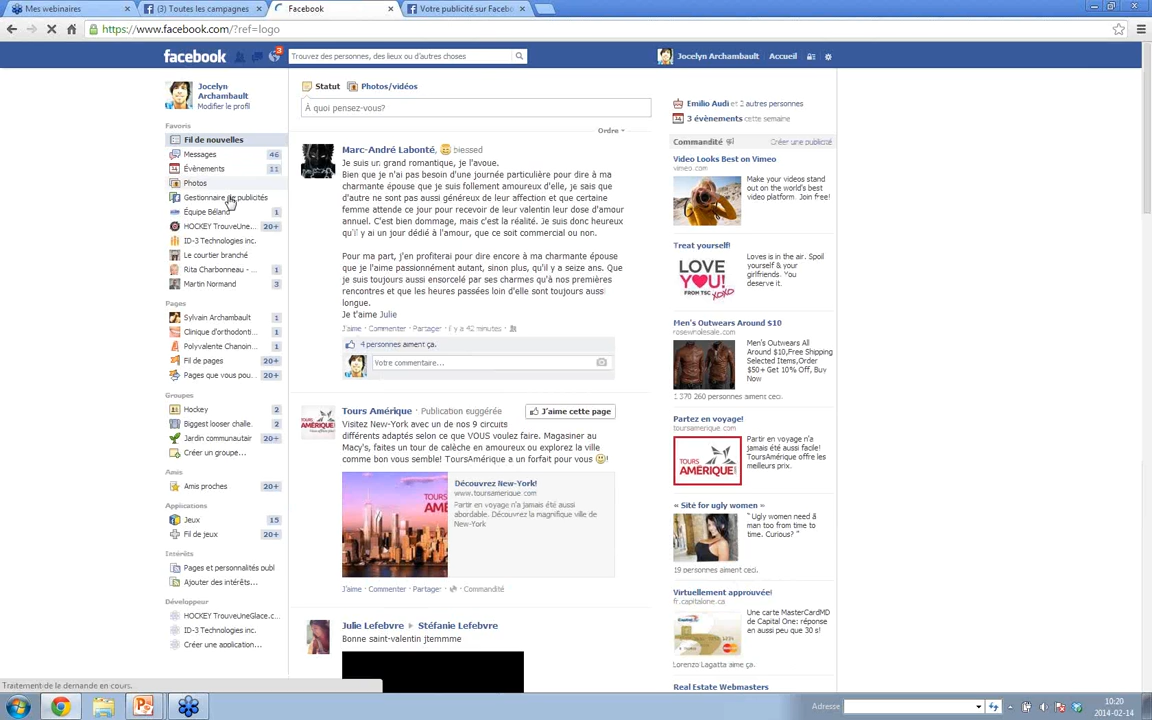 Mes webinaires
(3) Toutes les campagnes
Facebook
Votre publicité sur Facebo
https://www.facebook.com/?ref=logo
facebook
3
Trouvez des personnes, des lieux ou d'autres choses
Jocelyn Archambault
Accueil
Jocelyn
Archambault
Modifier le profil
Favoris
Fil de nouvelles
Messages 46
Évènements 11
Photos
Gestionnaire de publicités
Équipe Béland 1
HOCKEY TrouveUne... 20+
ID-3 Technologies inc.
Le courtier branché
Rita Charbonneau - ... 1
Martin Normand 3
Pages
Sylvain Archambault 1
Clinique d'orthodonti... 1
Polyvalente Chanoin... 1
Fil de pages 20+
Pages que vous pou... 20+
Groupes
Hockey 2
Biggest looser challe... 2
Jardin communautair 20+
Créer un groupe...
Amis
Amis proches 20+
Applications
Jeux 15
Fil de jeux 20+
Intérêts
Pages et personnalités publ
Ajouter des intérêts...
Développeur
HOCKEY TrouveUneGlace.c...
ID-3 Technologies inc.
Créer une application...
Traitement de la demande en cours.
Statut
Photos/vidéos
À quoi pensez-vous?
Ordre
Marc-André Labonté, blessed
Je suis un grand romantique, je l'avoue.
Bien que je n'ai pas besoin d'une journée particulière pour dire à ma
charmante épouse que je suis follement amoureux d'elle, je sais que
d'autre ne sont pas aussi généreux de leur affection et que certaine
femme attende ce jour pour recevoir de leur valentin leur dose d'amour
annuel. C'est bien dommage, mais c'est la réalité. Je suis donc heureux
qu'il y ai un jour dédié à l'amour, que ce soit commercial ou non.
Pour ma part, j'en profiterai pour dire encore à ma charmante épouse
que je l'aime passionnément autant, sinon plus, qu'il y a seize ans. Que
je suis toujours aussi ensorcelé par ses charmes qu'à nos premières
rencontres et que les heures passées loin d'elle sont toujours aussi
longue.
Je t'aime Julie
J'aime · Commenter · Partager · il y a 42 minutes ·
4 personnes aiment ça.
Votre commentaire...
Tours Amérique · Publication suggérée
J'aime cette page
Visitez New-York avec un de nos 9 circuits
différents adaptés selon ce que VOUS voulez faire. Magasiner au
Macy's, faites un tour de calèche en amoureux ou explorez la ville
comme bon vous semble! ToursAmérique a un forfait pour vous !
TOURS
AMÉRIQUE
Découvrez New-York!
www.toursamerique.com
Partir en voyage n'a jamais été aussi
abordable. Découvrez la magnifique ville de
New-York
J'aime · Commenter · Partager · Commandité
Julie Lefebvre ▸ Stéfanie Lefebvre
Bonne saint-valentin jtemmme
Emilio Audi et 2 autres personnes
3 évènements cette semaine
Commandité
Créer une publicité
Video Looks Best on Vimeo
vimeo.com
Make your videos stand
out on the world's best
video platform. Join free!
Treat yourself!
LOVE
YOU!
FROM TSC XOXO
Loves is in the air. Spoil
yourself & your
girlfriends. You
deserve it.
Men's Outwears Around $10
rosewholesale.com
Men's Outwears All
Around $10,Free Shipping
Selected Items,Order
$50+ Get 10% Off, Buy
Now
1 370 260 personnes aiment ceci.
Partez en voyage!
toursamerique.com
TOURS
AMÉRIQUE
Partir en voyage n'a
jamais été aussi facile!
ToursAmérique offre les
meilleurs prix.
« Site for ugly women »
" Ugly women need a
man too from time to
time. Curious? "
19 personnes aiment ceci.
Virtuellement approuvée!
fr.capitalone.ca
Une carte MasterCardMD
de Capital One: réponse
en aussi peu que 30 s!
Lorenzo Lagatta aime ça.
Real Estate Webmasters
Adresse
10:20
2014-02-14